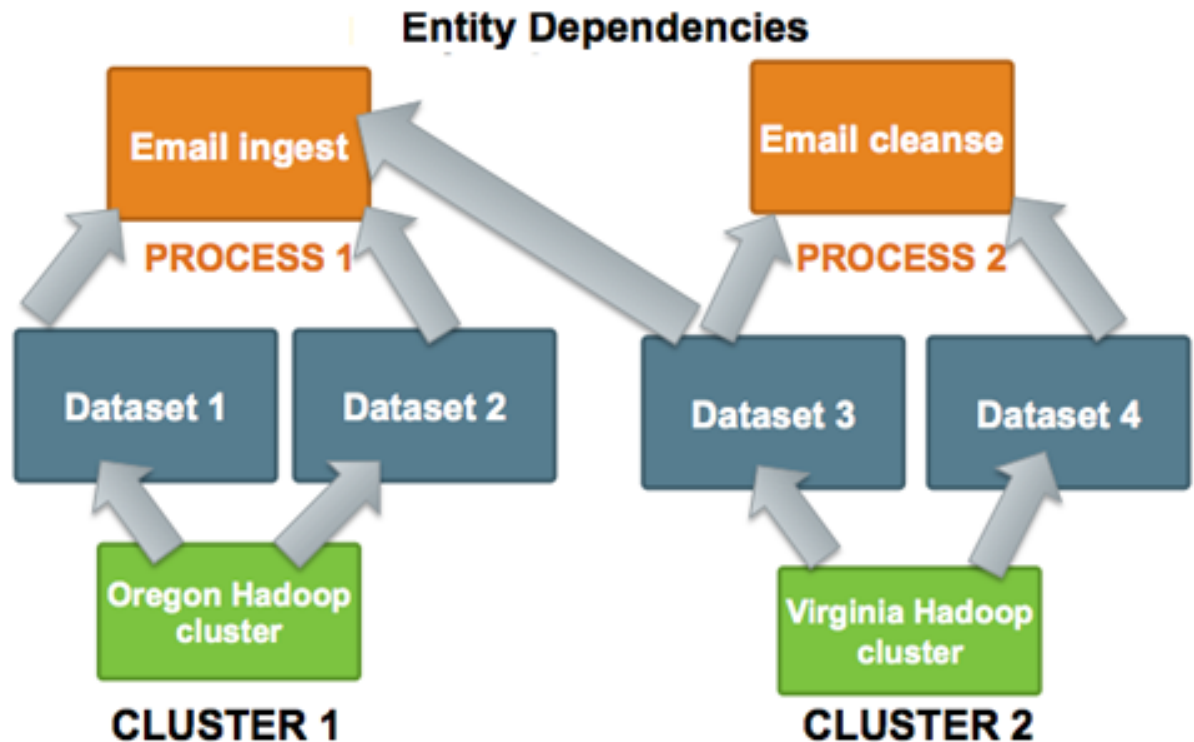 Entity Dependencies
Email ingest
Email cleanse
PROCESS 1
PROCESS 2
Dataset 1
Dataset 2
Dataset 3
Dataset 4
Oregon Hadoop
cluster
Virginia Hadoop
cluster
CLUSTER 1
CLUSTER 2